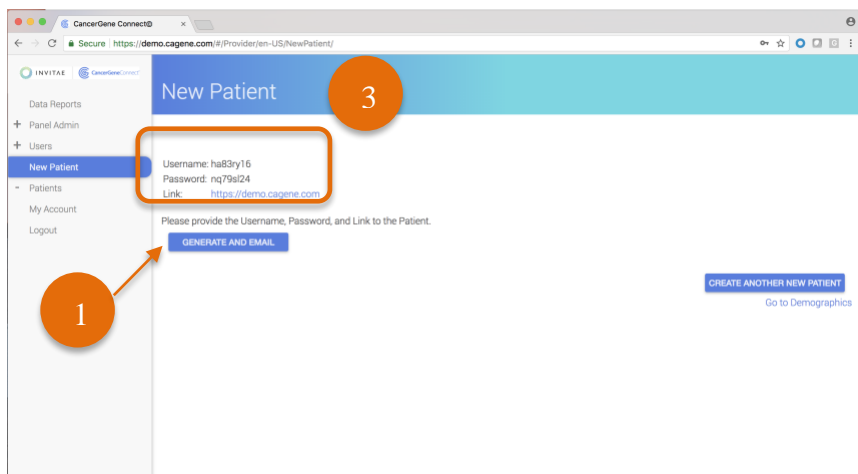 CancerGene Connect®
Secure https://demo.cagene.com/#/Provider/en-US/NewPatient/
INVITAE CancerGeneConnect
New Patient
3
Data Reports
+ Panel Admin
+ Users
New Patient
- Patients
My Account
Logout
Username: ha83ry16
Password: nq79sl24
Link: https://demo.cagene.com
Please provide the Username, Password, and Link to the Patient.
GENERATE AND EMAIL
1
CREATE ANOTHER NEW PATIENT
Go to Demographics